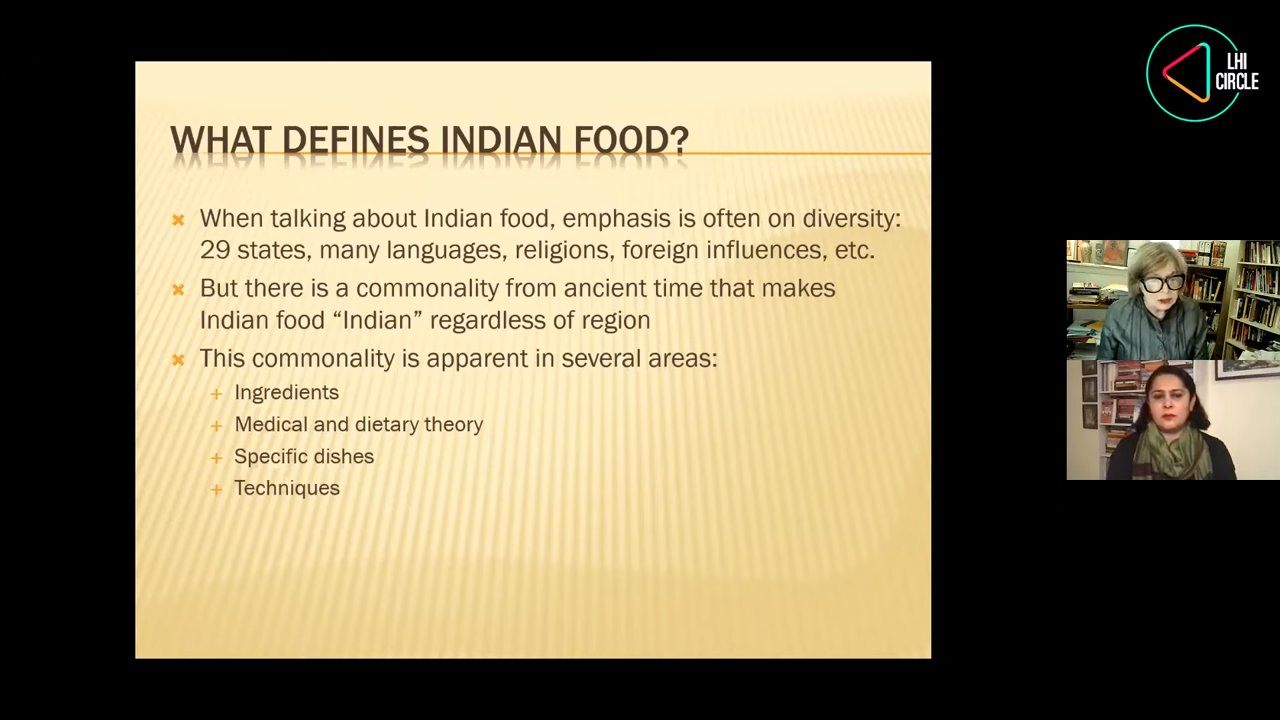 WHAT DEFINES INDIAN FOOD?
When talking about Indian food, emphasis is often on diversity:
29 states, many languages, religions, foreign influences, etc.
But there is a commonality from ancient time that makes
Indian food “Indian” regardless of region
This commonality is apparent in several areas:
Ingredients
Medical and dietary theory
Specific dishes
Techniques
LHI
CIRCLE